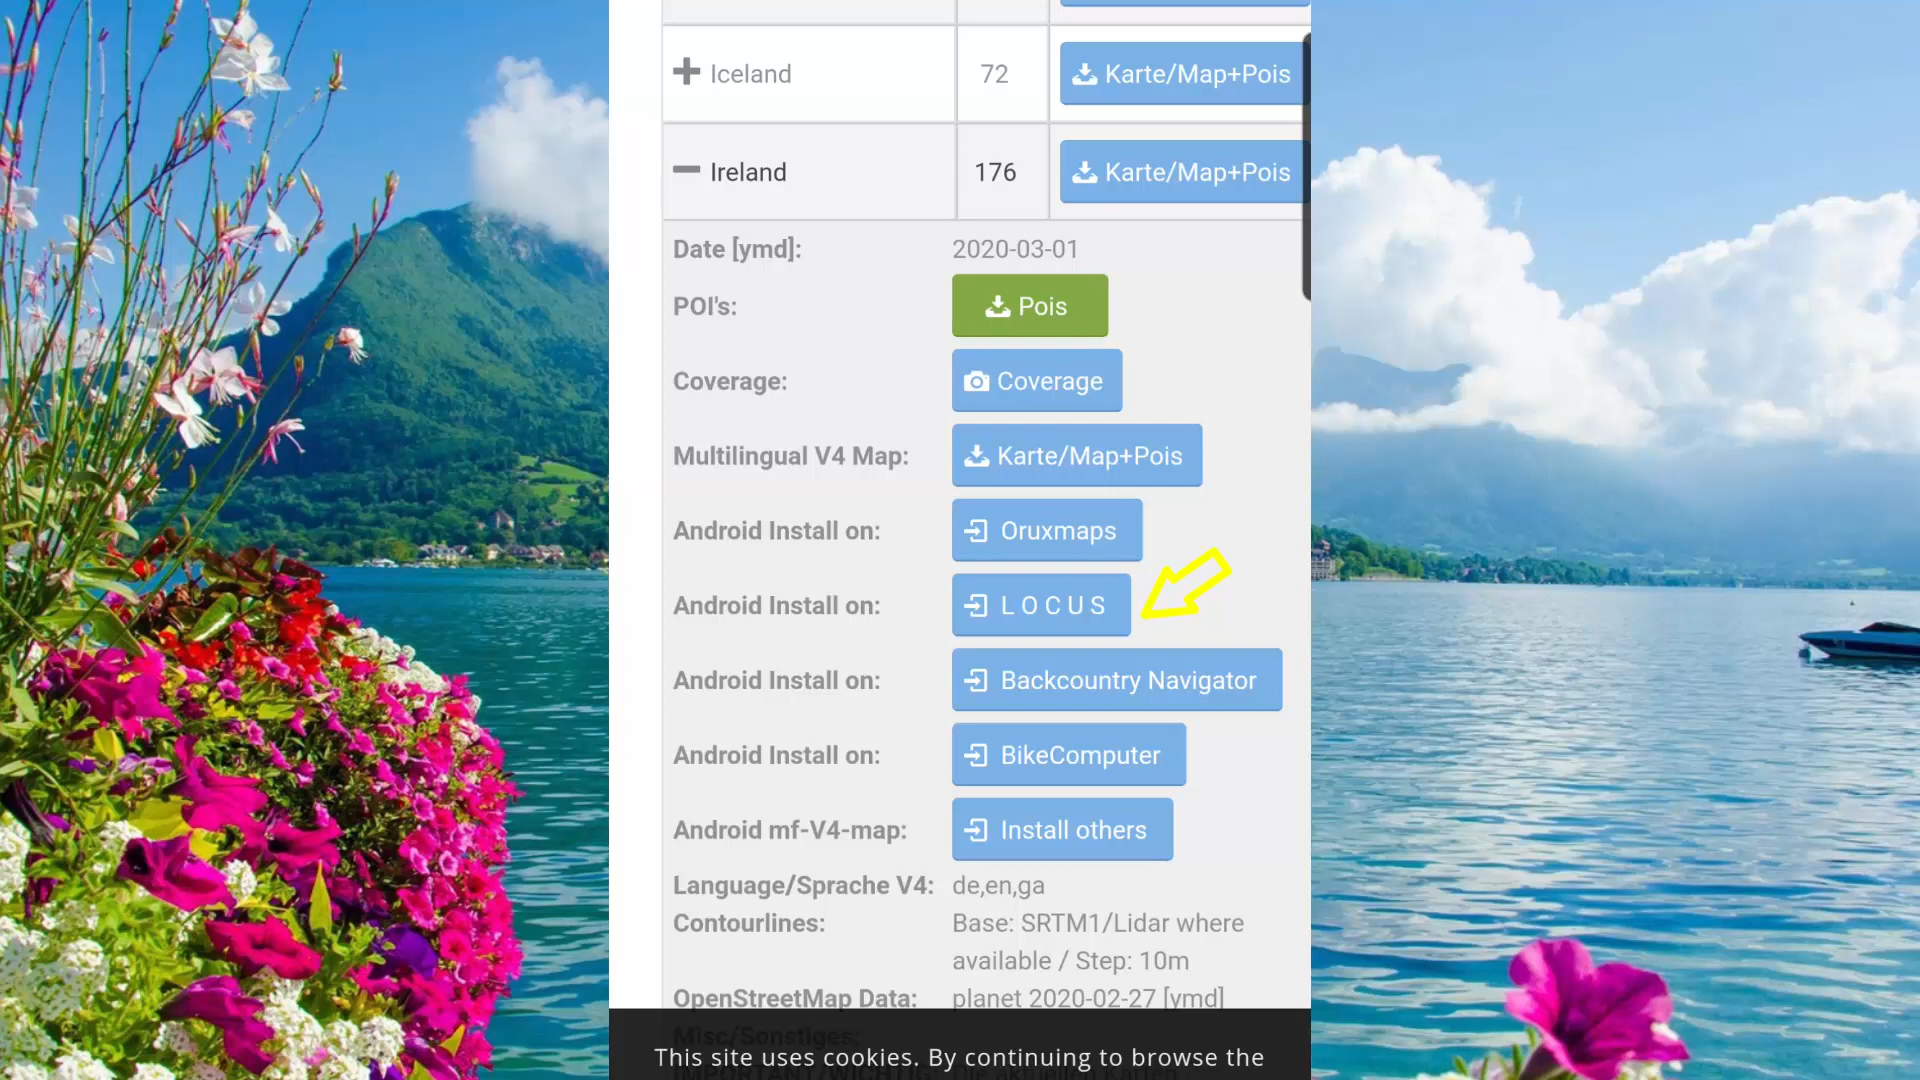 Iceland 72 Karte/Map+Pois
Ireland 176 Karte/Map+Pois
Date [ymd]: 2020-03-01
POI's: Pois
Coverage: Coverage
Multilingual V4 Map: Karte/Map+Pois
Android Install on: Oruxmaps
Android Install on: L O C U S
Android Install on: Backcountry Navigator
Android Install on: BikeComputer
Android mf-V4-map: Install others
Language/Sprache V4: de,en,ga
Contourlines: Base: SRTM1/Lidar where
available / Step: 10m
OpenStreetMap Data: planet 2020-02-27 [ymd]
Misc/Sonstiges:
This site uses cookies. By continuing to browse the